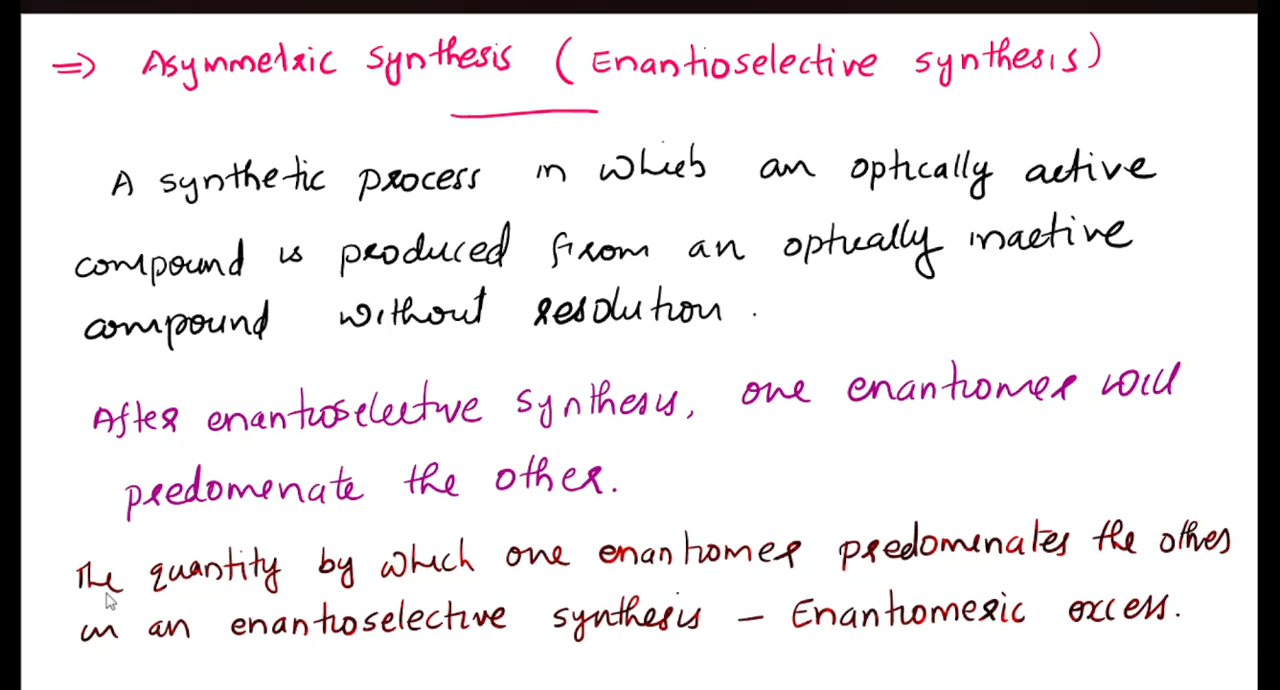 ⇒ Asymmetric synthesis (Enantioselective synthesis)
A synthetic process in which an optically active
compound is produced from an optically inactive
compound without resolution.
After enantioselective synthesis, one enantiomer will
predomenate the other.
The quantity by which one enantiomer predominates the other
in an enantioselective synthesis – Enantiomeric excess.